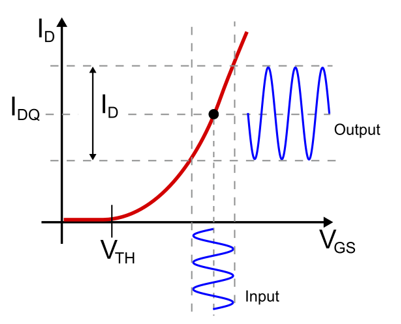 I_D
I_DQ
I_D
Output
V_TH
V_GS
Input